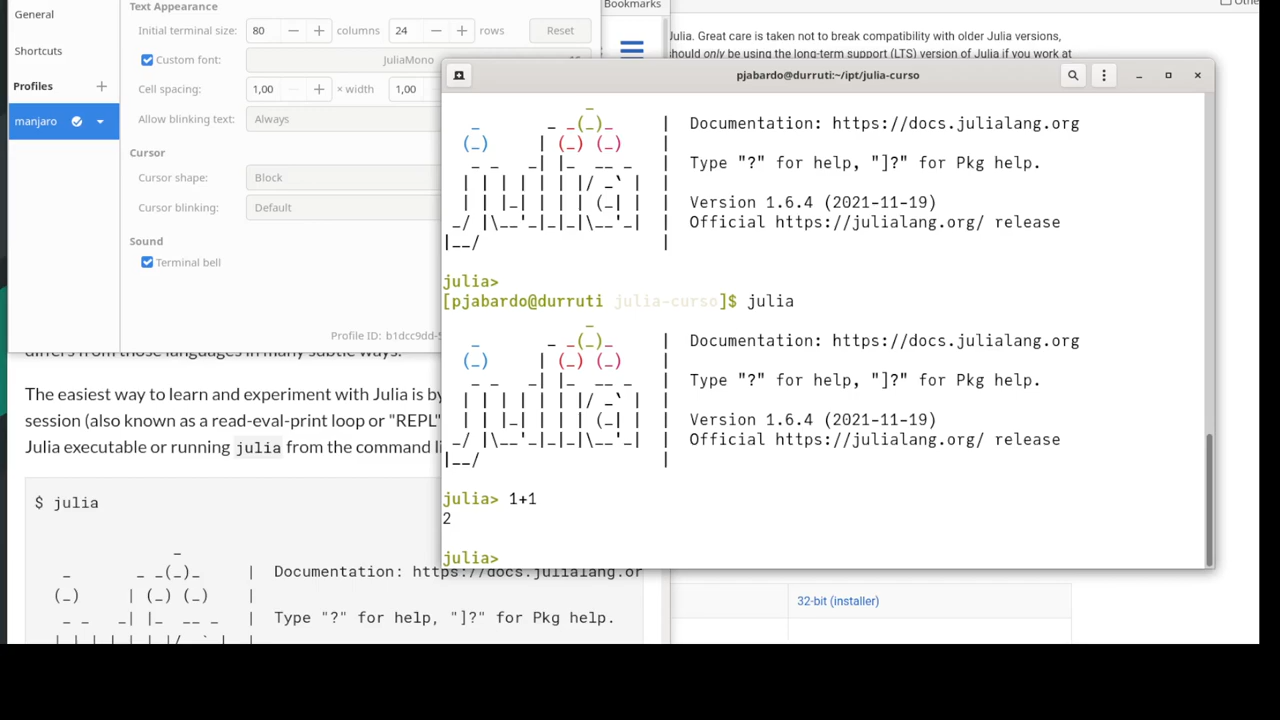 General
Shortcuts
Profiles
manjaro
Text Appearance
Initial terminal size: 80 columns 24 rows Reset
Custom font: JuliaMono
Cell spacing: 1,00 × width 1,00
Allow blinking text: Always
Cursor
Cursor shape: Block
Cursor blinking: Default
Sound
Terminal bell
Profile ID: b1dcc9dd-
Bookmarks
Julia. Great care is taken not to break compatibility with older Julia versions,
should only be using the long-term support (LTS) version of Julia if you work at
pjabardo@durruti:~/ipt/julia-curso
Documentation: https://docs.julialang.org
Type "?" for help, "]?" for Pkg help.
Version 1.6.4 (2021-11-19)
Official https://julialang.org/ release
julia>
[pjabardo@durruti julia-curso]$ julia
Documentation: https://docs.julialang.org
Type "?" for help, "]?" for Pkg help.
Version 1.6.4 (2021-11-19)
Official https://julialang.org/ release
julia> 1+1
2
julia>
differs from those languages in many subtle ways.
The easiest way to learn and experiment with Julia is by
session (also known as a read-eval-print loop or "REPL"
Julia executable or running julia from the command li
$ julia
Documentation: https://docs.julialang.or
Type "?" for help, "]?" for Pkg help.
32-bit (installer)